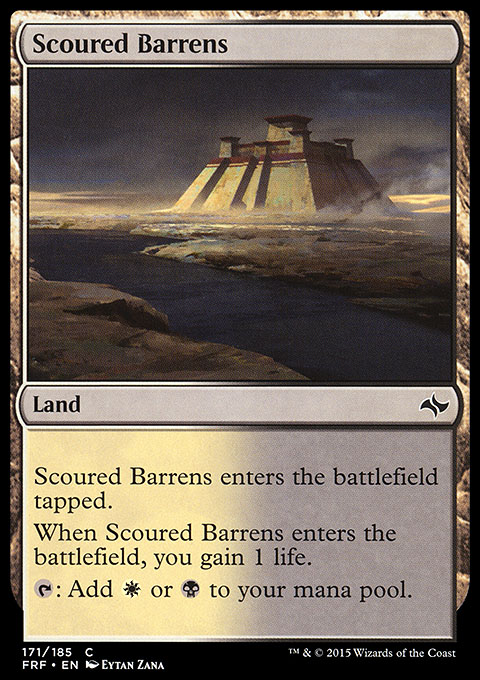 Scoured Barrens
Land
Scoured Barrens enters the battlefield
tapped.
When Scoured Barrens enters the
battlefield, you gain 1 life.
: Add or to your mana pool.
171/185 C
FRF • EN Eytan Zana
™ & © 2015 Wizards of the Coast